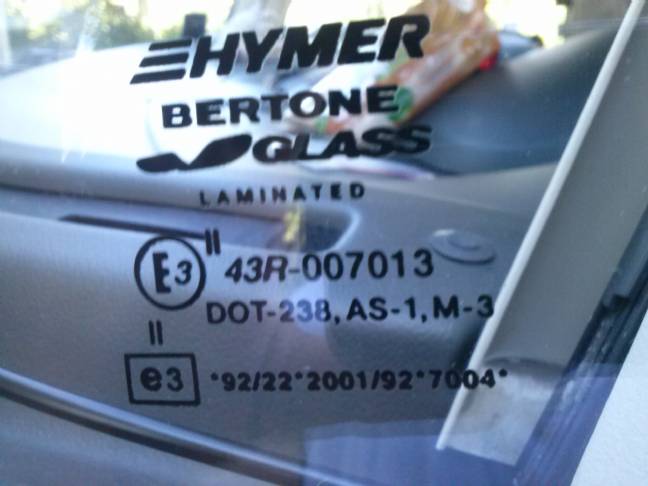 HYMER
BERTONE
GLASS
LAMINATED
E3 II 43R-007013
DOT-238, AS-1, M-3
II
e3 *92/22*2001/92*7004*